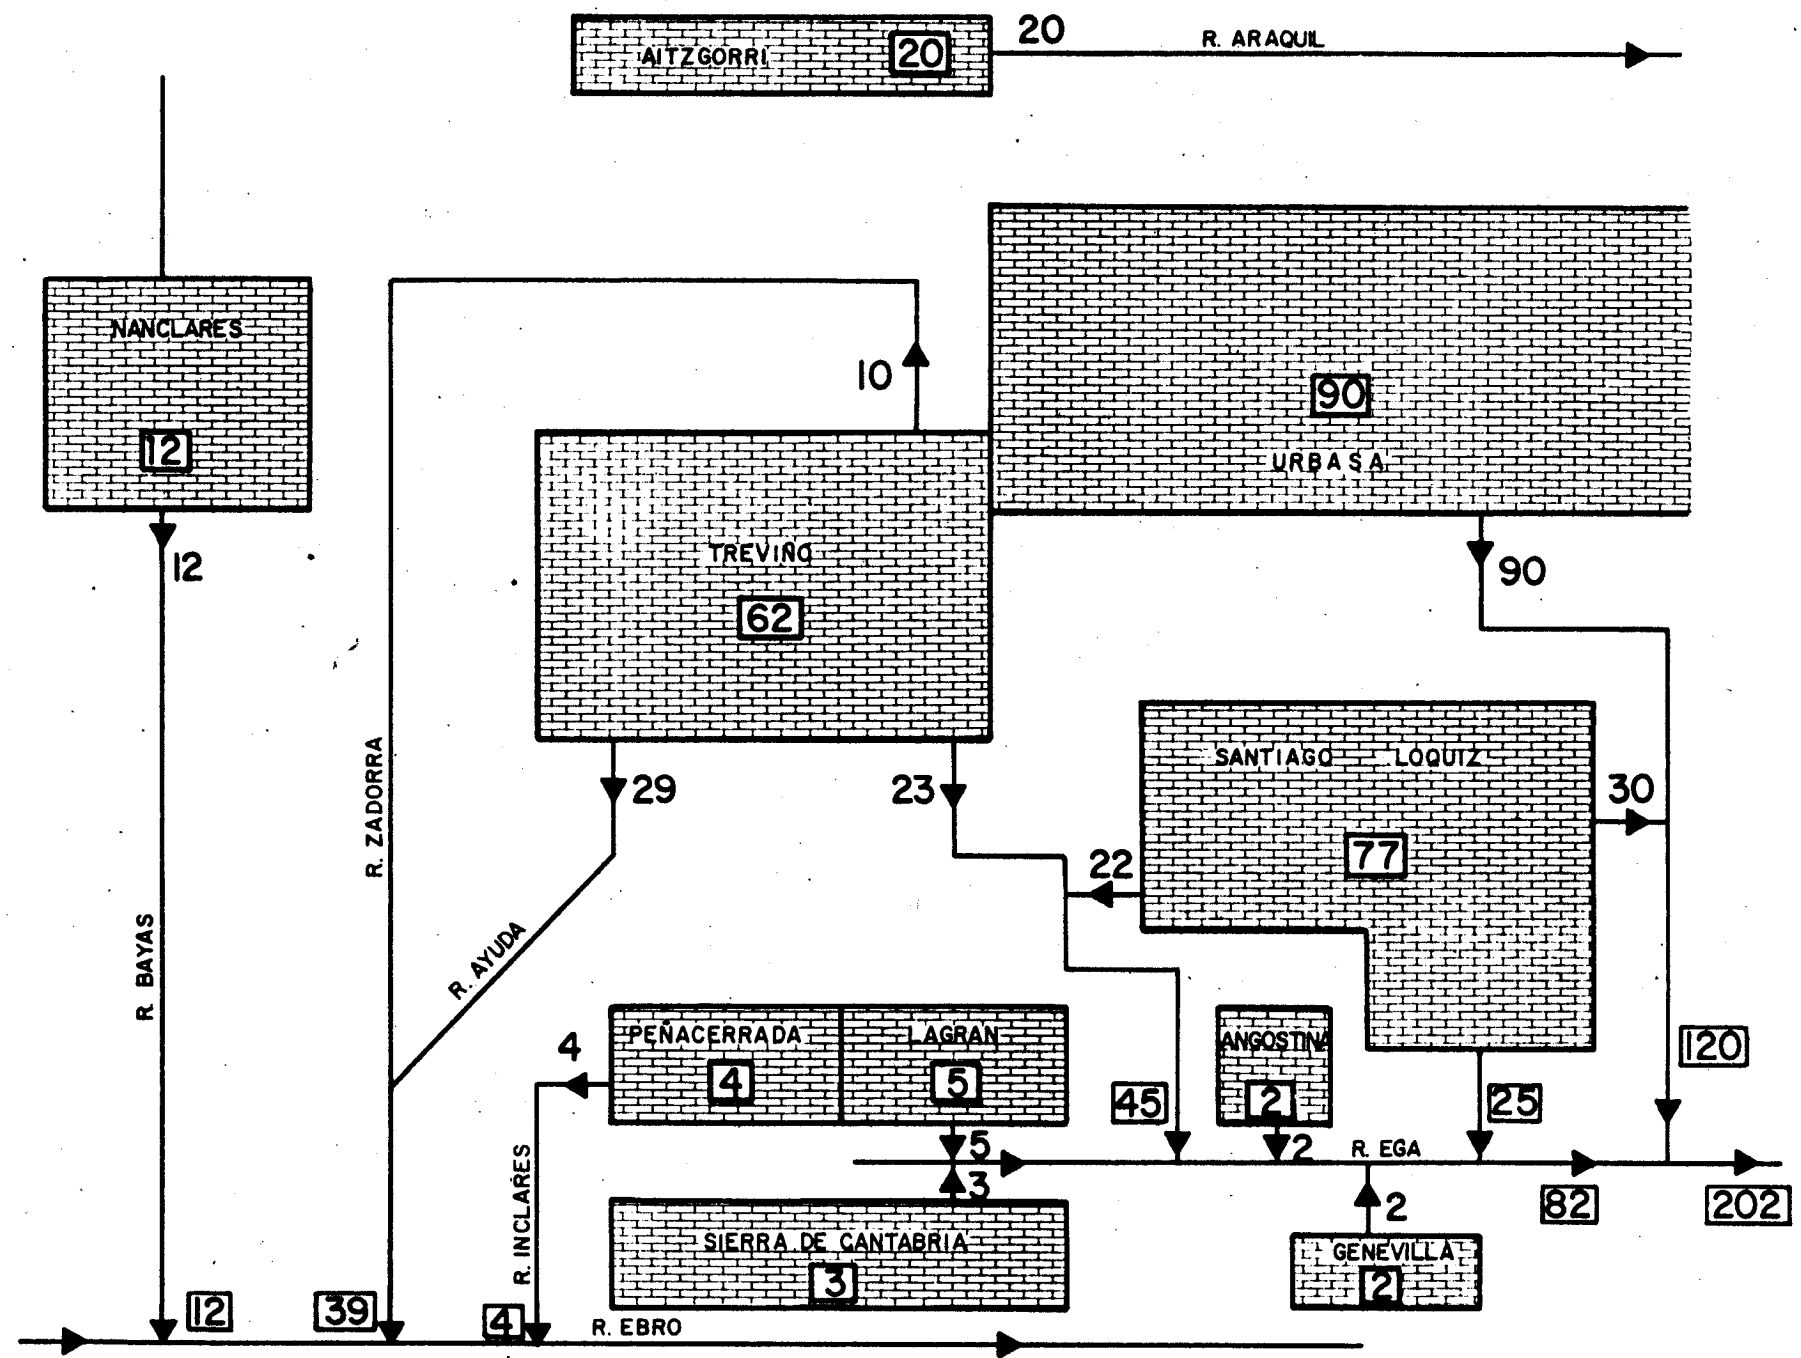 AITZGORRI
20
20
R. ARAQUIL
NANCLARES
12
12
10
90
URBASA
90
TREVIÑO
62
29
23
SANTIAGO LOQUIZ
77
30
22
R. ZADORRA
R. BAYAS
R. AYUDA
R. INCLARES
PEÑACERRADA
4
4
LAGRAN
5
5
ANGOSTINA
2
2
45
25
120
R. EGA
3
SIERRA DE CANTABRIA
3
2
GENEVILLA
2
82
202
12
39
4
R. EBRO